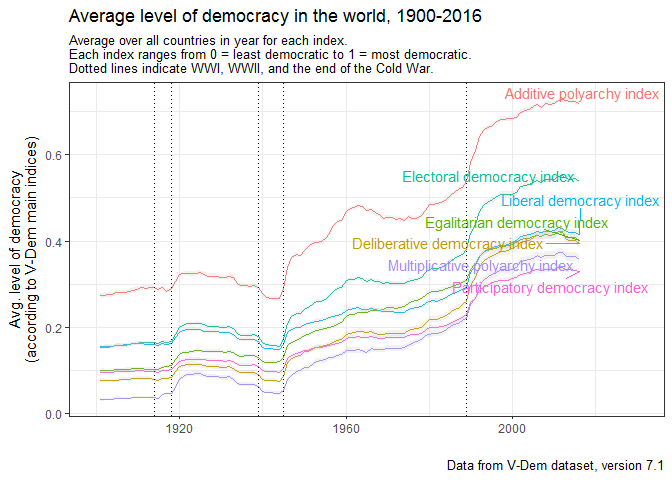 Average level of democracy in the world, 1900-2016
Average over all countries in year for each index.
Each index ranges from 0 = least democratic to 1 = most democratic.
Dotted lines indicate WWI, WWII, and the end of the Cold War.
Avg. level of democracy
(according to V-Dem main indices)
0.6
0.4
0.2
0.0
Additive polyarchy index
Electoral democracy index
Liberal democracy index
Egalitarian democracy index
Deliberative democracy index
Multiplicative polyarchy index
Participatory democracy index
1920
1960
2000
Data from V-Dem dataset, version 7.1